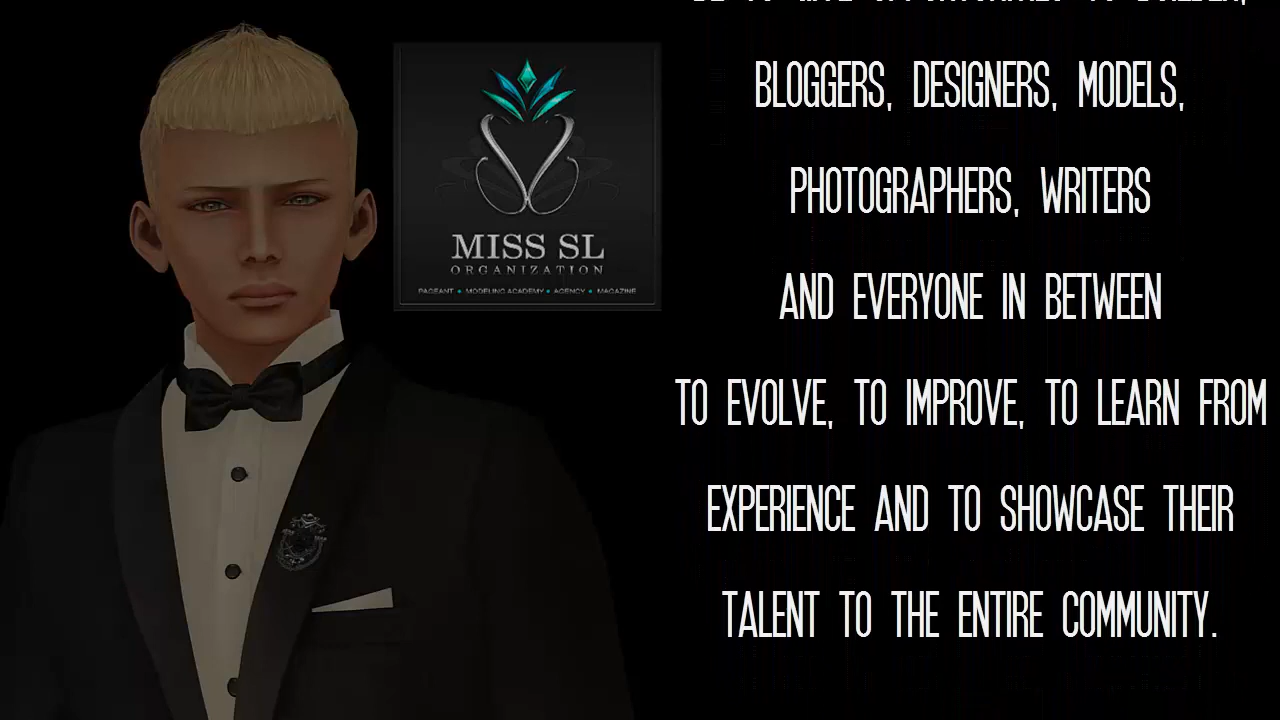 MISS SL
ORGANIZATION
PAGEANT • MODELING ACADEMY • AGENCY • MAGAZINE
BLOGGERS, DESIGNERS, MODELS,
PHOTOGRAPHERS, WRITERS
AND EVERYONE IN BETWEEN
TO EVOLVE, TO IMPROVE, TO LEARN FROM
EXPERIENCE AND TO SHOWCASE THEIR
TALENT TO THE ENTIRE COMMUNITY.